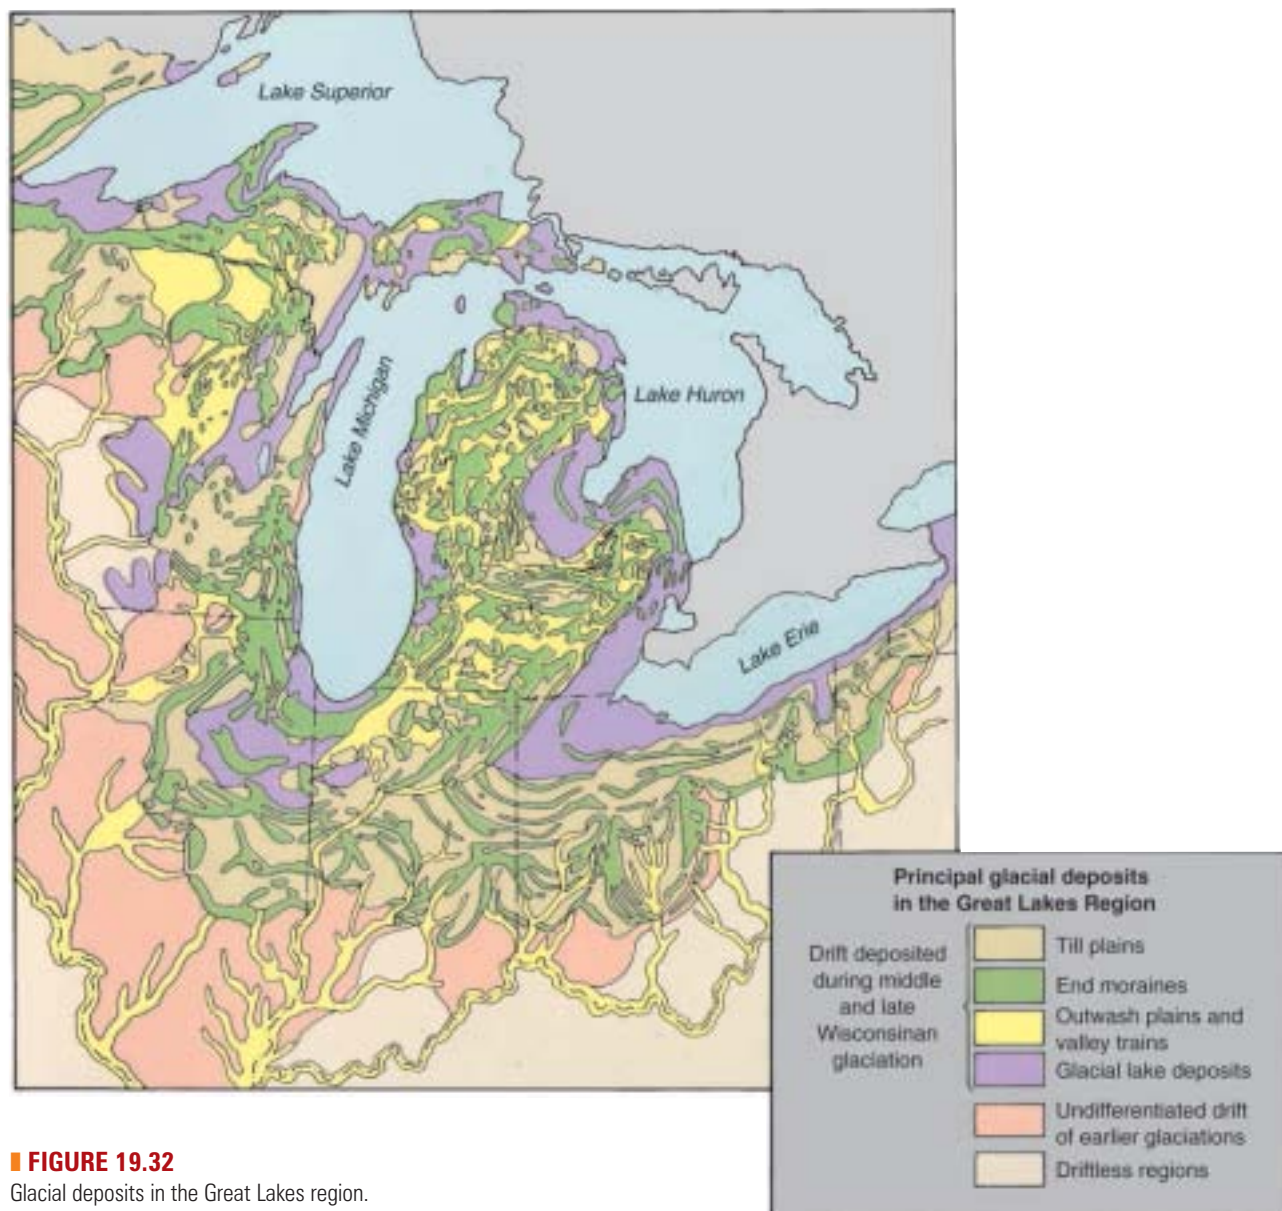 Lake Superior
Lake Michigan
Lake Huron
Lake Erie
Principal glacial deposits
in the Great Lakes Region
Drift deposited
during middle
and late
Wisconsinan
glaciation
Till plains
End moraines
Outwash plains and
valley trains
Glacial lake deposits
Undifferentiated drift
of earlier glaciations
Driftless regions
FIGURE 19.32
Glacial deposits in the Great Lakes region.